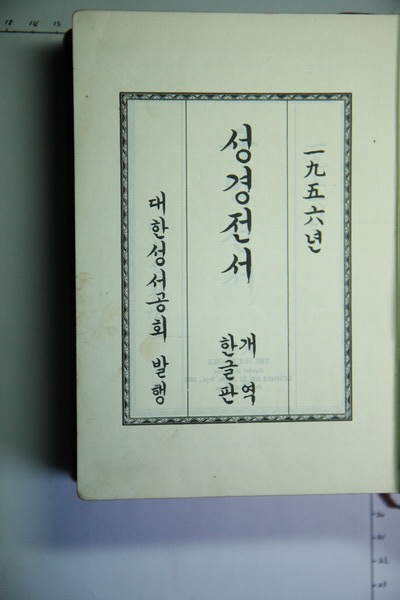 一九五六년
성경전서
개역
한글판
대한성서공회 발행